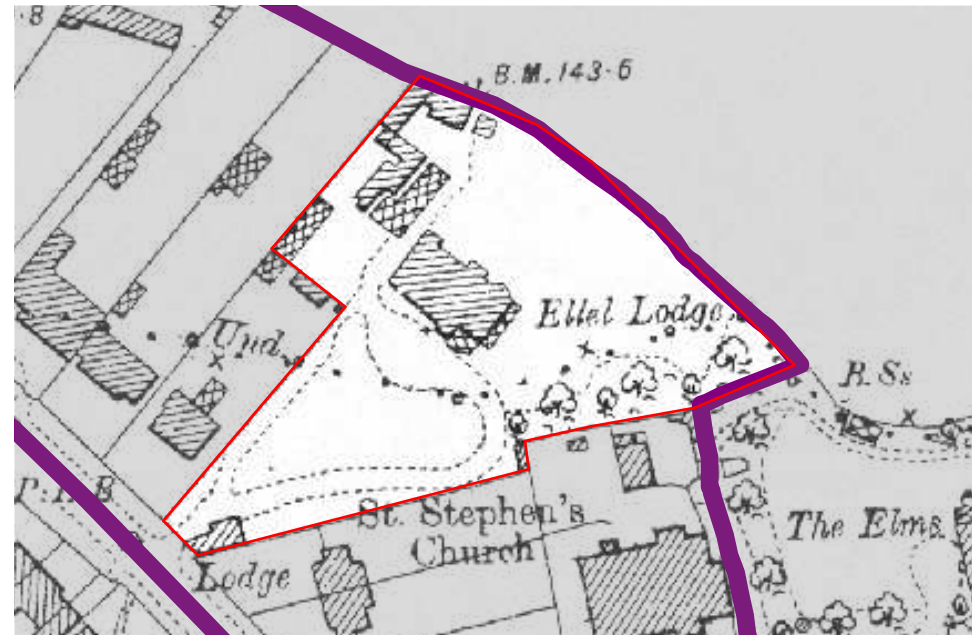 B.M. 143·6
Ellel Lodge
Und.
B. Ss
P.L.B
St. Stephen's
Church
The Elms.
Lodge